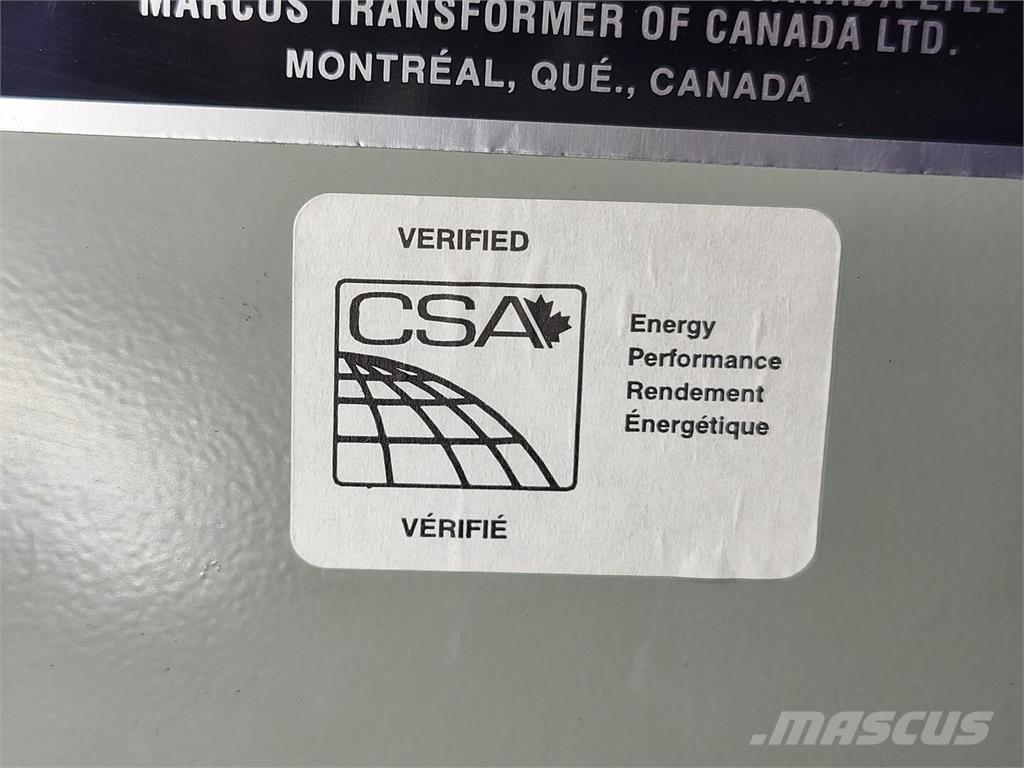 MARCUS TRANSFORMER OF CANADA LTD.
MONTRÉAL, QUÉ., CANADA
VERIFIED
CSA
Energy
Performance
Rendement
Énergétique
VÉRIFIÉ
MASCUS